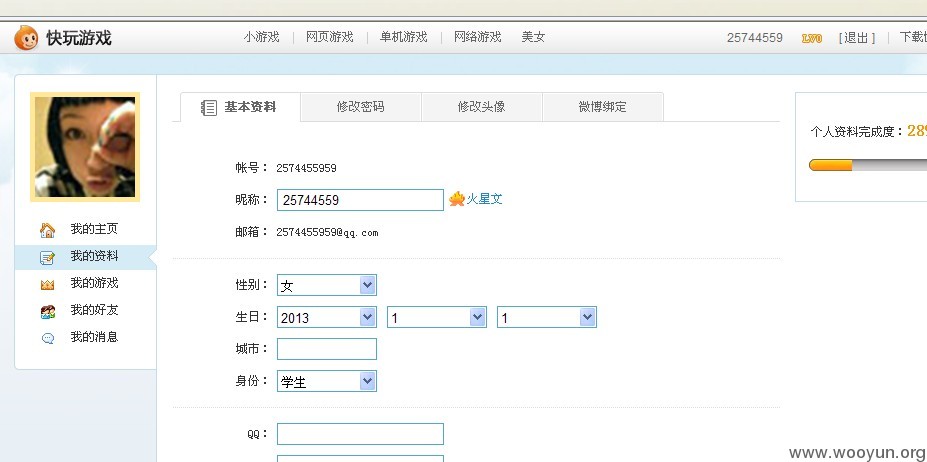 快玩游戏 小游戏 | 网页游戏 | 单机游戏 | 网络游戏 美女 25744559 LV0 [退出] | 下载
基本资料 修改密码 修改头像 微博绑定
个人资料完成度：28%
帐号： 2574455959
昵称： 25744559 火星文
邮箱： 2574455959@qq.com
我的主页
我的资料
我的游戏
我的好友
我的消息
性别： 女
生日： 2013 1 1
城市：
身份： 学生
QQ：
www.wooyun.org